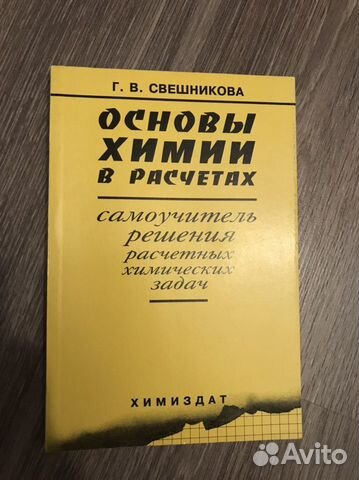 Г. В. СВЕШНИКОВА
ОСНОВЫ
ХИМИИ
В РАСЧЕТАХ
самоучитель
решения
расчетных
химических
задач
ХИМИЗДАТ
Avito